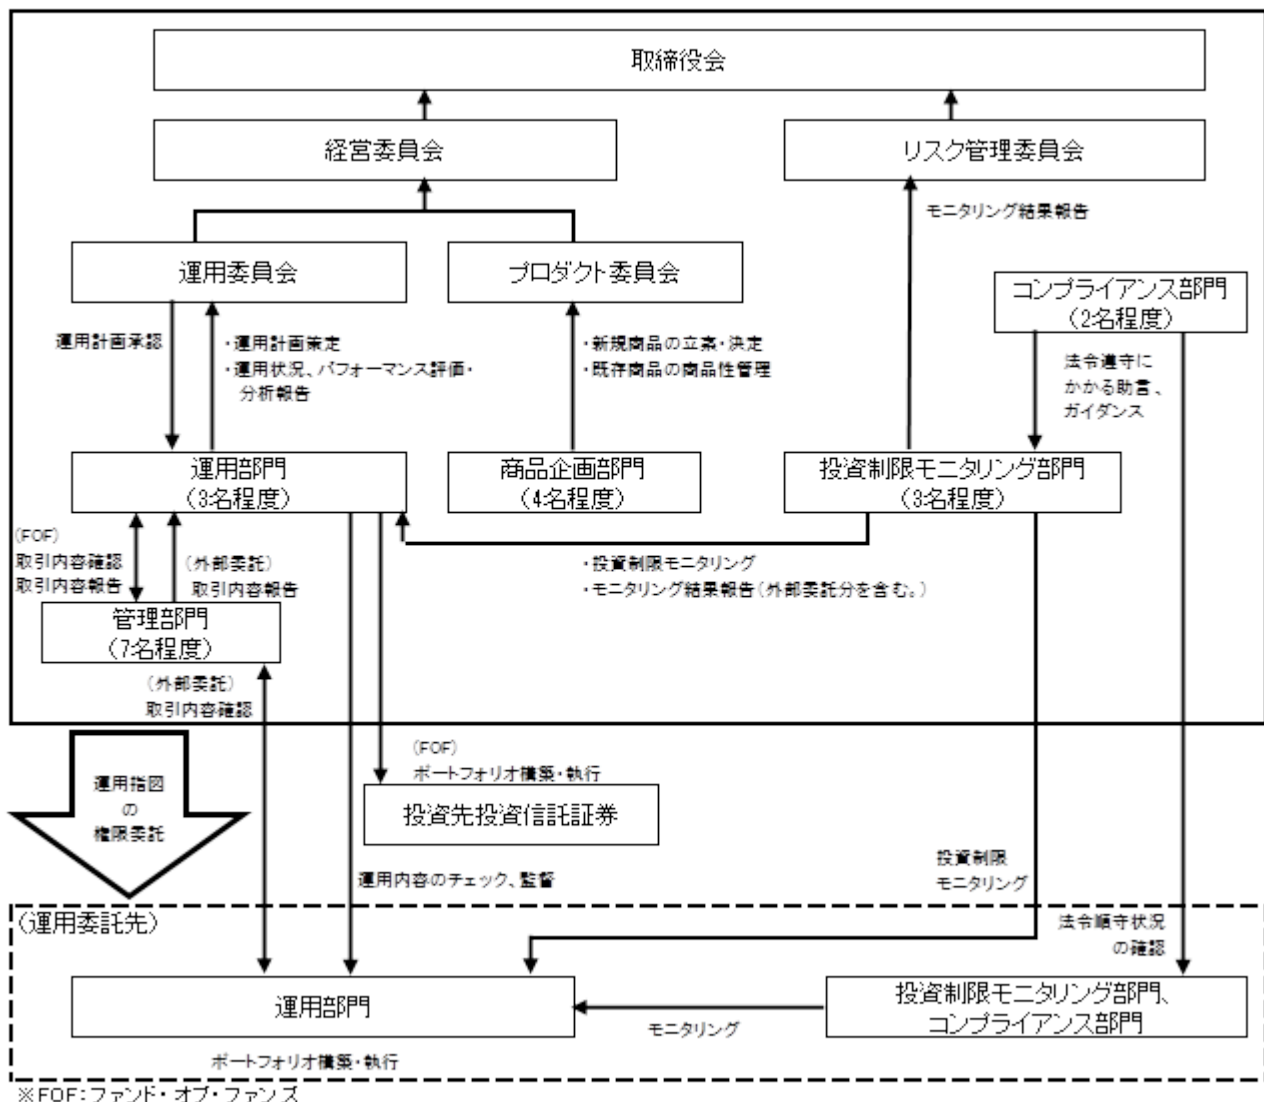 取締役会
経営委員会
リスク管理委員会
モニタリング結果報告
運用委員会
プロダクト委員会
コンプライアンス部門
（2名程度）
運用計画承認
・運用計画策定
・運用状況、パフォーマンス評価・
分析報告
・新規商品の立案・決定
・既存商品の商品性管理
法令遵守に
かかる助言、
ガイダンス
運用部門
（3名程度）
商品企画部門
（4名程度）
投資制限モニタリング部門
（3名程度）
（FOF）
取引内容確認
取引内容報告
（外部委託）
取引内容報告
・投資制限モニタリング
・モニタリング結果報告（外部委託分を含む。）
管理部門
（7名程度）
（外部委託）
取引内容確認
運用指図
の
権限委託
（FOF）
ポートフォリオ構築・執行
投資先投資信託証券
運用内容のチェック、監督
投資制限
モニタリング
（運用委託先）
法令順守状況
の確認
運用部門
モニタリング
投資制限モニタリング部門、
コンプライアンス部門
ポートフォリオ構築・執行
※FOF：ファンド・オブ・ファンズ